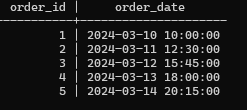 order_id | order_date
----------+---------------------
1 | 2024-03-10 10:00:00
2 | 2024-03-11 12:30:00
3 | 2024-03-12 15:45:00
4 | 2024-03-13 18:00:00
5 | 2024-03-14 20:15:00